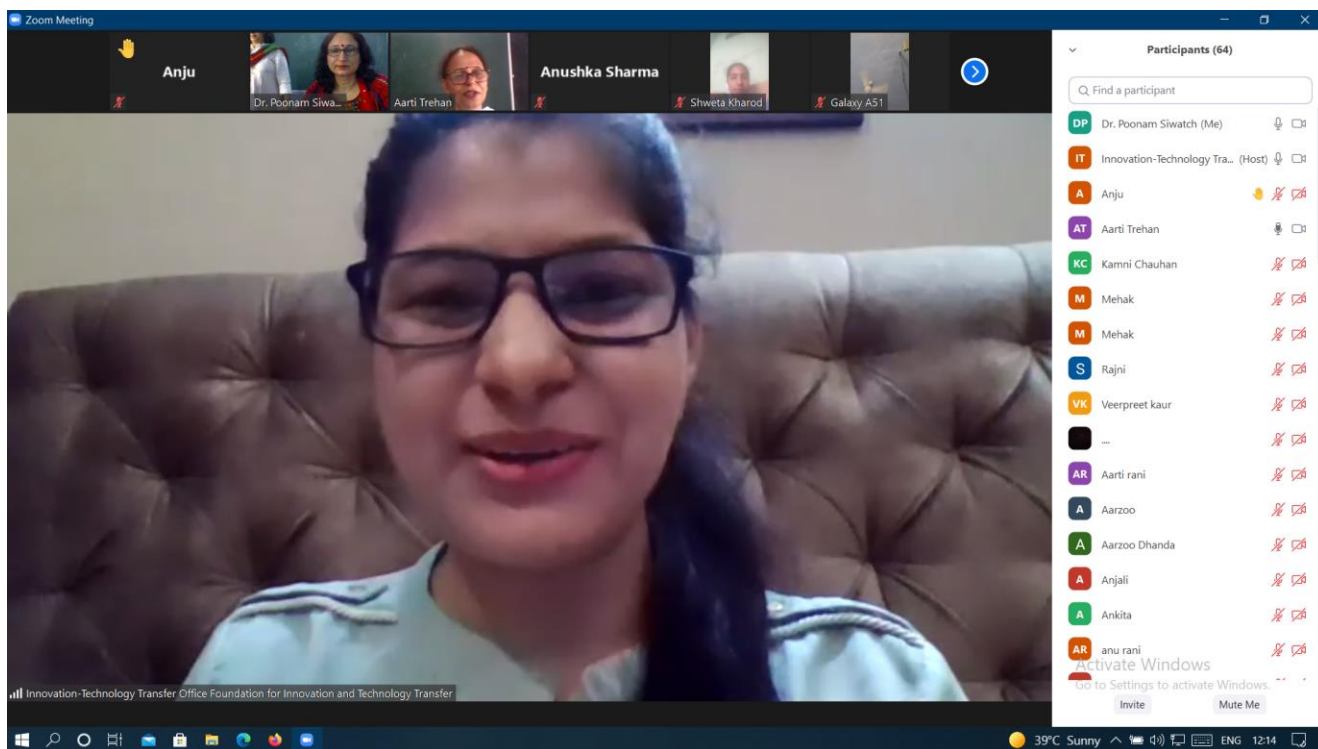 Zoom Meeting
Anju
Dr. Poonam Siwa...
Aarti Trehan
Anushka Sharma
Shweta Kharod
Galaxy A51
Innovation-Technology Transfer Office Foundation for Innovation and Technology Transfer
Participants (64)
Find a participant
DP Dr. Poonam Siwatch (Me)
IT Innovation-Technology Tra... (Host)
A Anju
AT Aarti Trehan
KC Kamni Chauhan
M Mehak
M Mehak
S Rajni
VK Veerpreet kaur
....
AR Aarti rani
A Aarzoo
A Aarzoo Dhanda
A Anjali
A Ankita
AR anu rani
Activate Windows
Go to Settings to activate Windows.
Invite Mute Me
39°C Sunny ENG 12:14